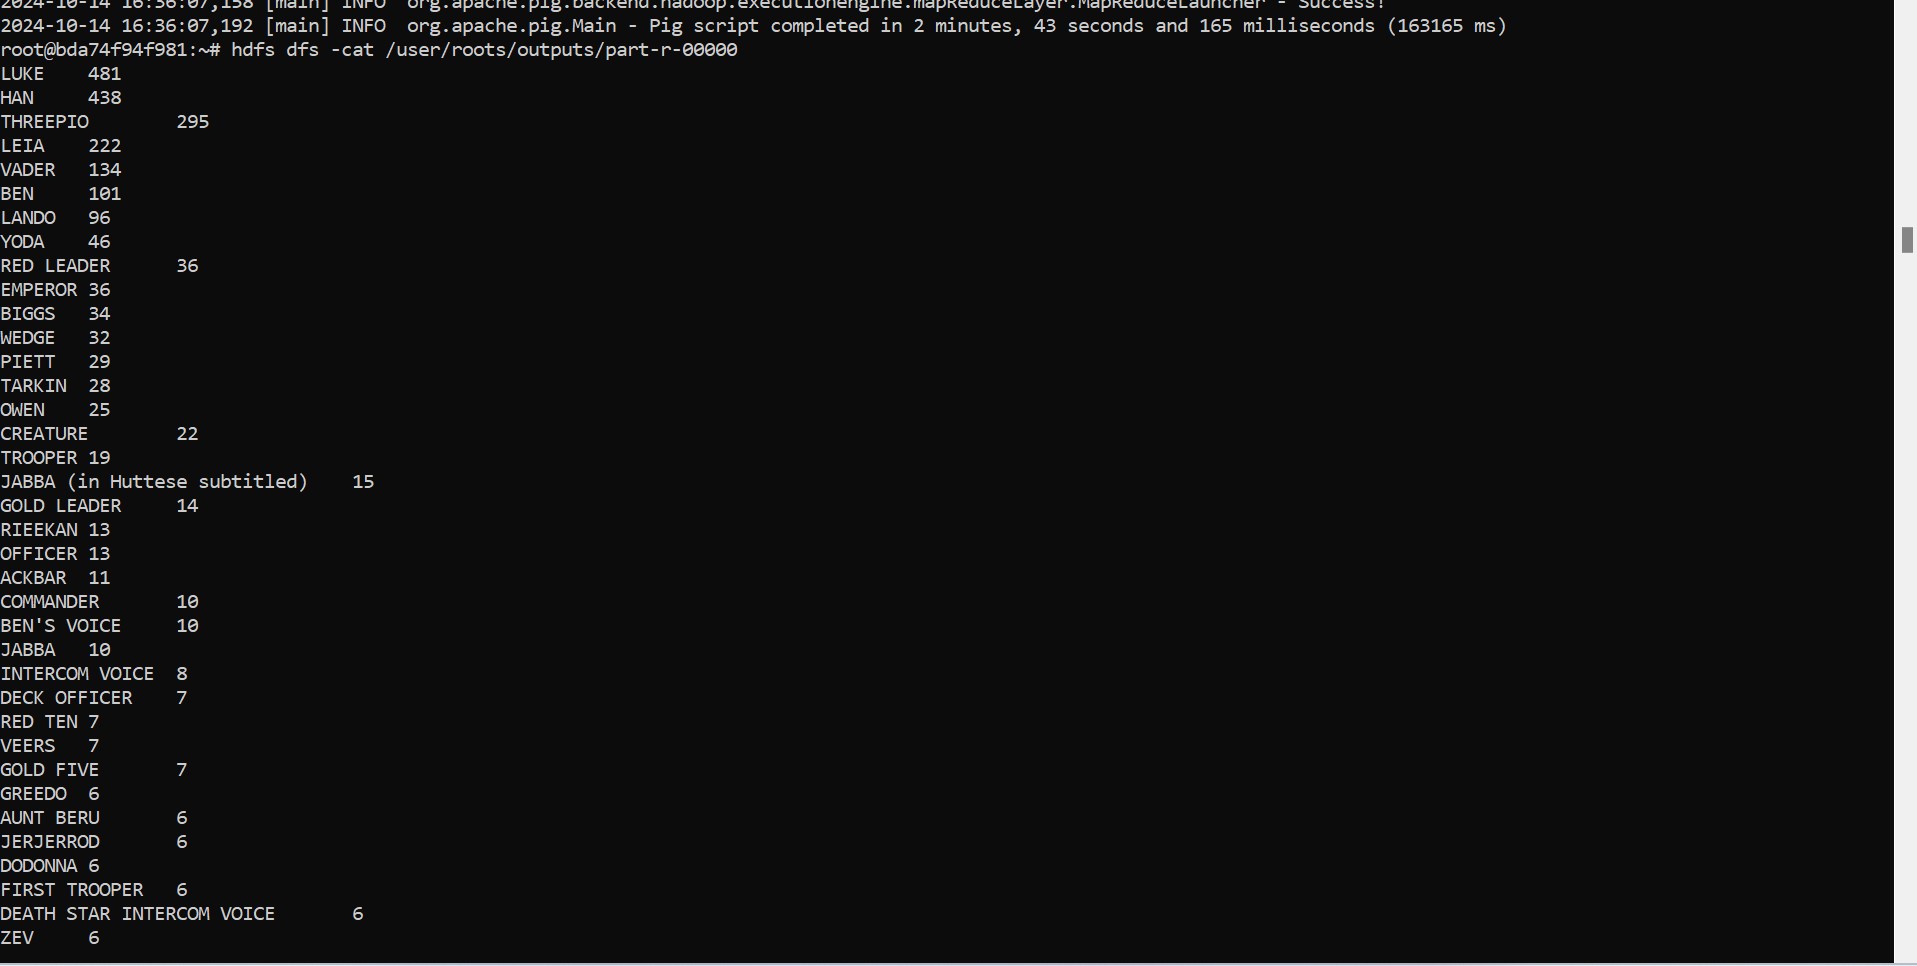 2024-10-14 16:36:07,158 [main] INFO  org.apache.pig.backend.hadoop.executionengine.mapReduceLayer.MapReduceLauncher - Success!
2024-10-14 16:36:07,192 [main] INFO  org.apache.pig.Main - Pig script completed in 2 minutes, 43 seconds and 165 milliseconds (163165 ms)
root@bda74f94f981:~# hdfs dfs -cat /user/roots/outputs/part-r-00000
LUKE    481
HAN     438
THREEPIO        295
LEIA    222
VADER   134
BEN     101
LANDO   96
YODA    46
RED LEADER      36
EMPEROR 36
BIGGS   34
WEDGE   32
PIETT   29
TARKIN  28
OWEN    25
CREATURE        22
TROOPER 19
JABBA (in Huttese subtitled)    15
GOLD LEADER     14
RIEEKAN 13
OFFICER 13
ACKBAR  11
COMMANDER       10
BEN'S VOICE     10
JABBA   10
INTERCOM VOICE  8
DECK OFFICER    7
RED TEN 7
VEERS   7
GOLD FIVE       7
GREEDO  6
AUNT BERU       6
JERJERROD       6
DODONNA 6
FIRST TROOPER   6
DEATH STAR INTERCOM VOICE       6
ZEV     6